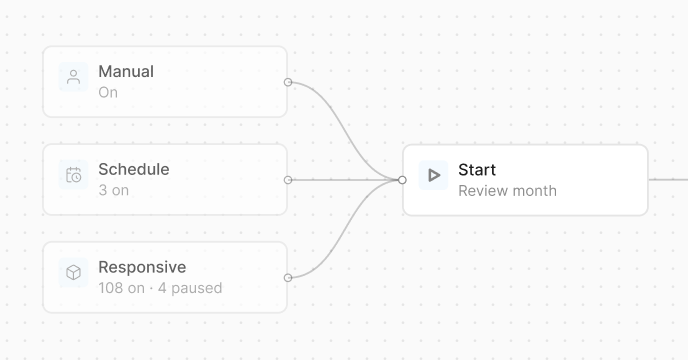 Manual
On
Schedule
3 on
Responsive
108 on · 4 paused
Start
Review month